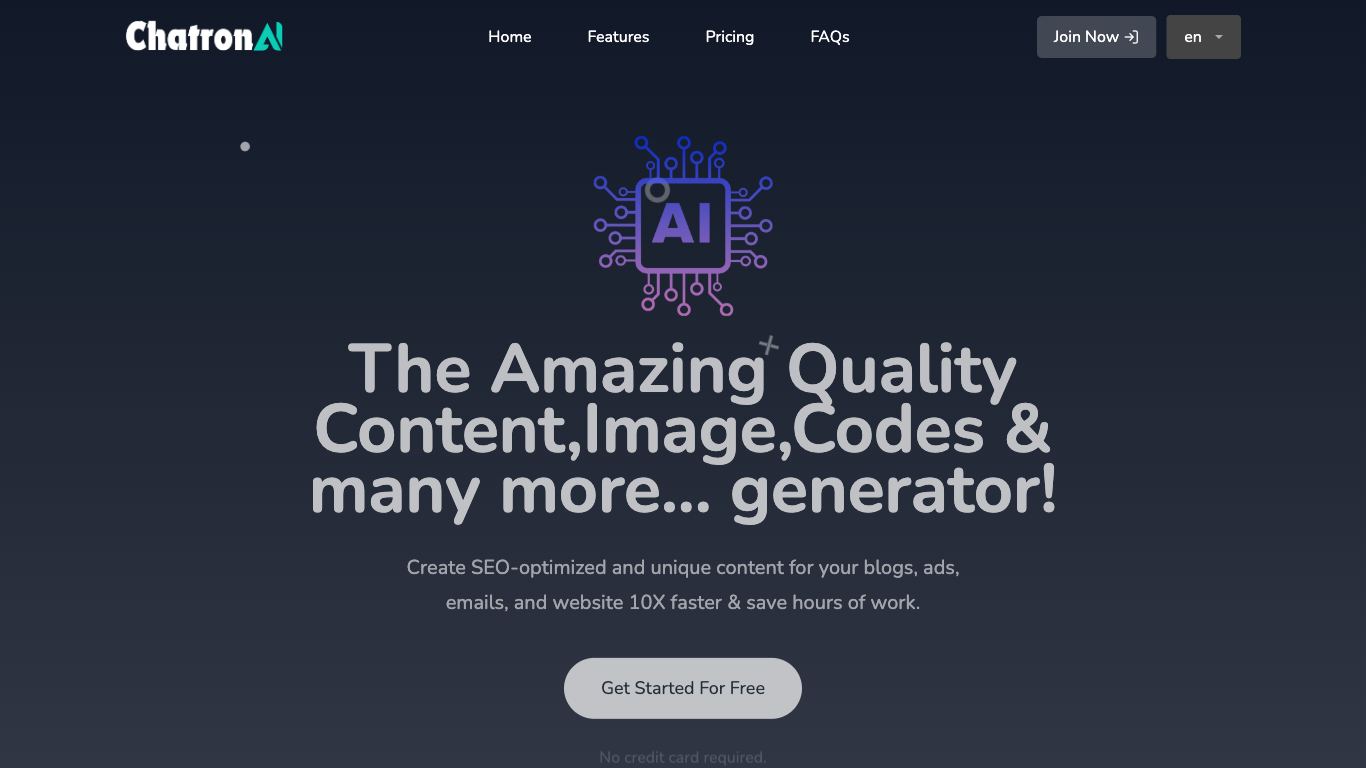 ChatronAI
Home
Features
Pricing
FAQs
Join Now
en
AI
The Amazing Quality
Content,Image,Codes &
many more... generator!
Create SEO-optimized and unique content for your blogs, ads,
emails, and website 10X faster & save hours of work.
Get Started For Free
No credit card required.